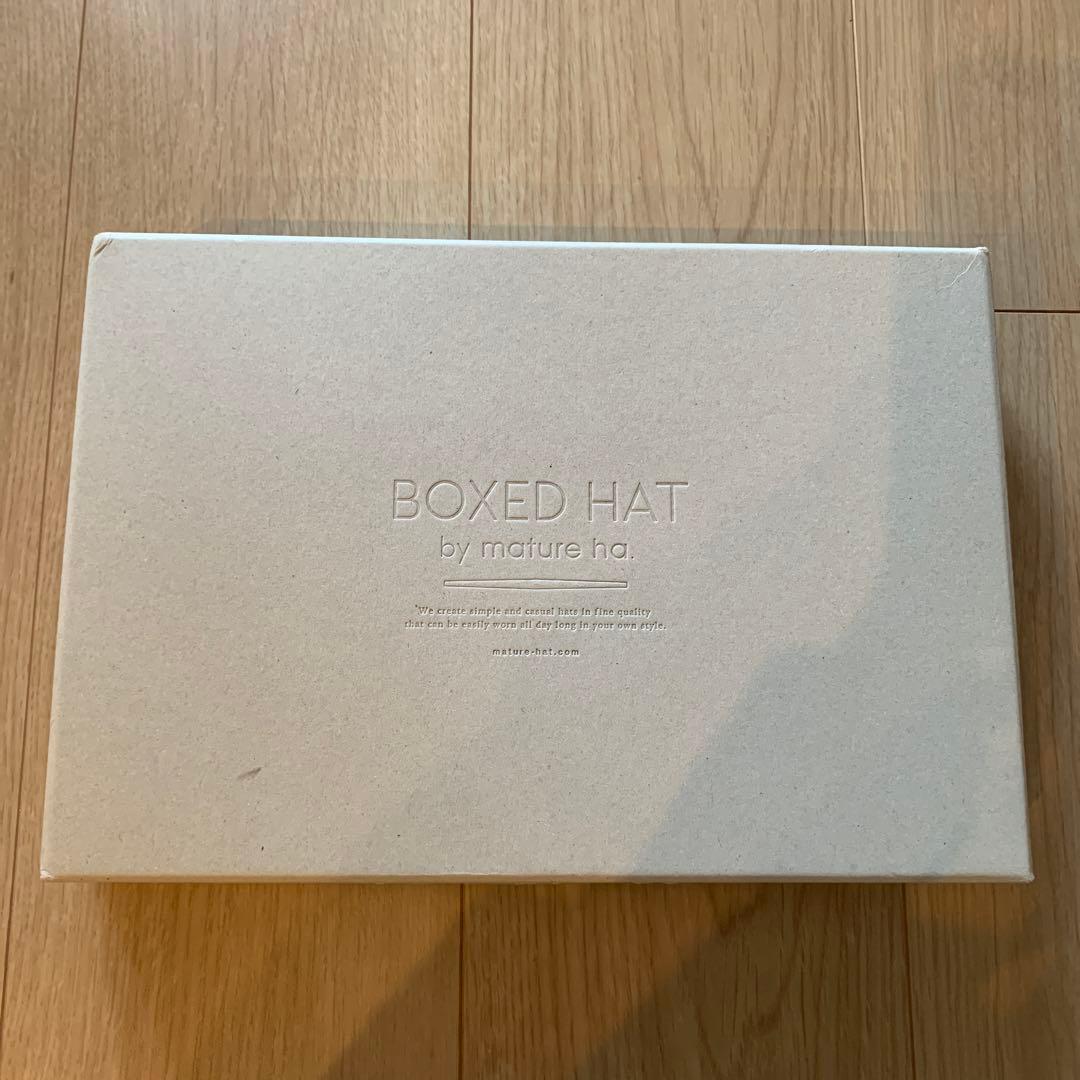 BOXED HAT
by mature ha.
"We create simple and casual hats in fine quality
that can be easily worn all day long in your own style.
mature-hat.com